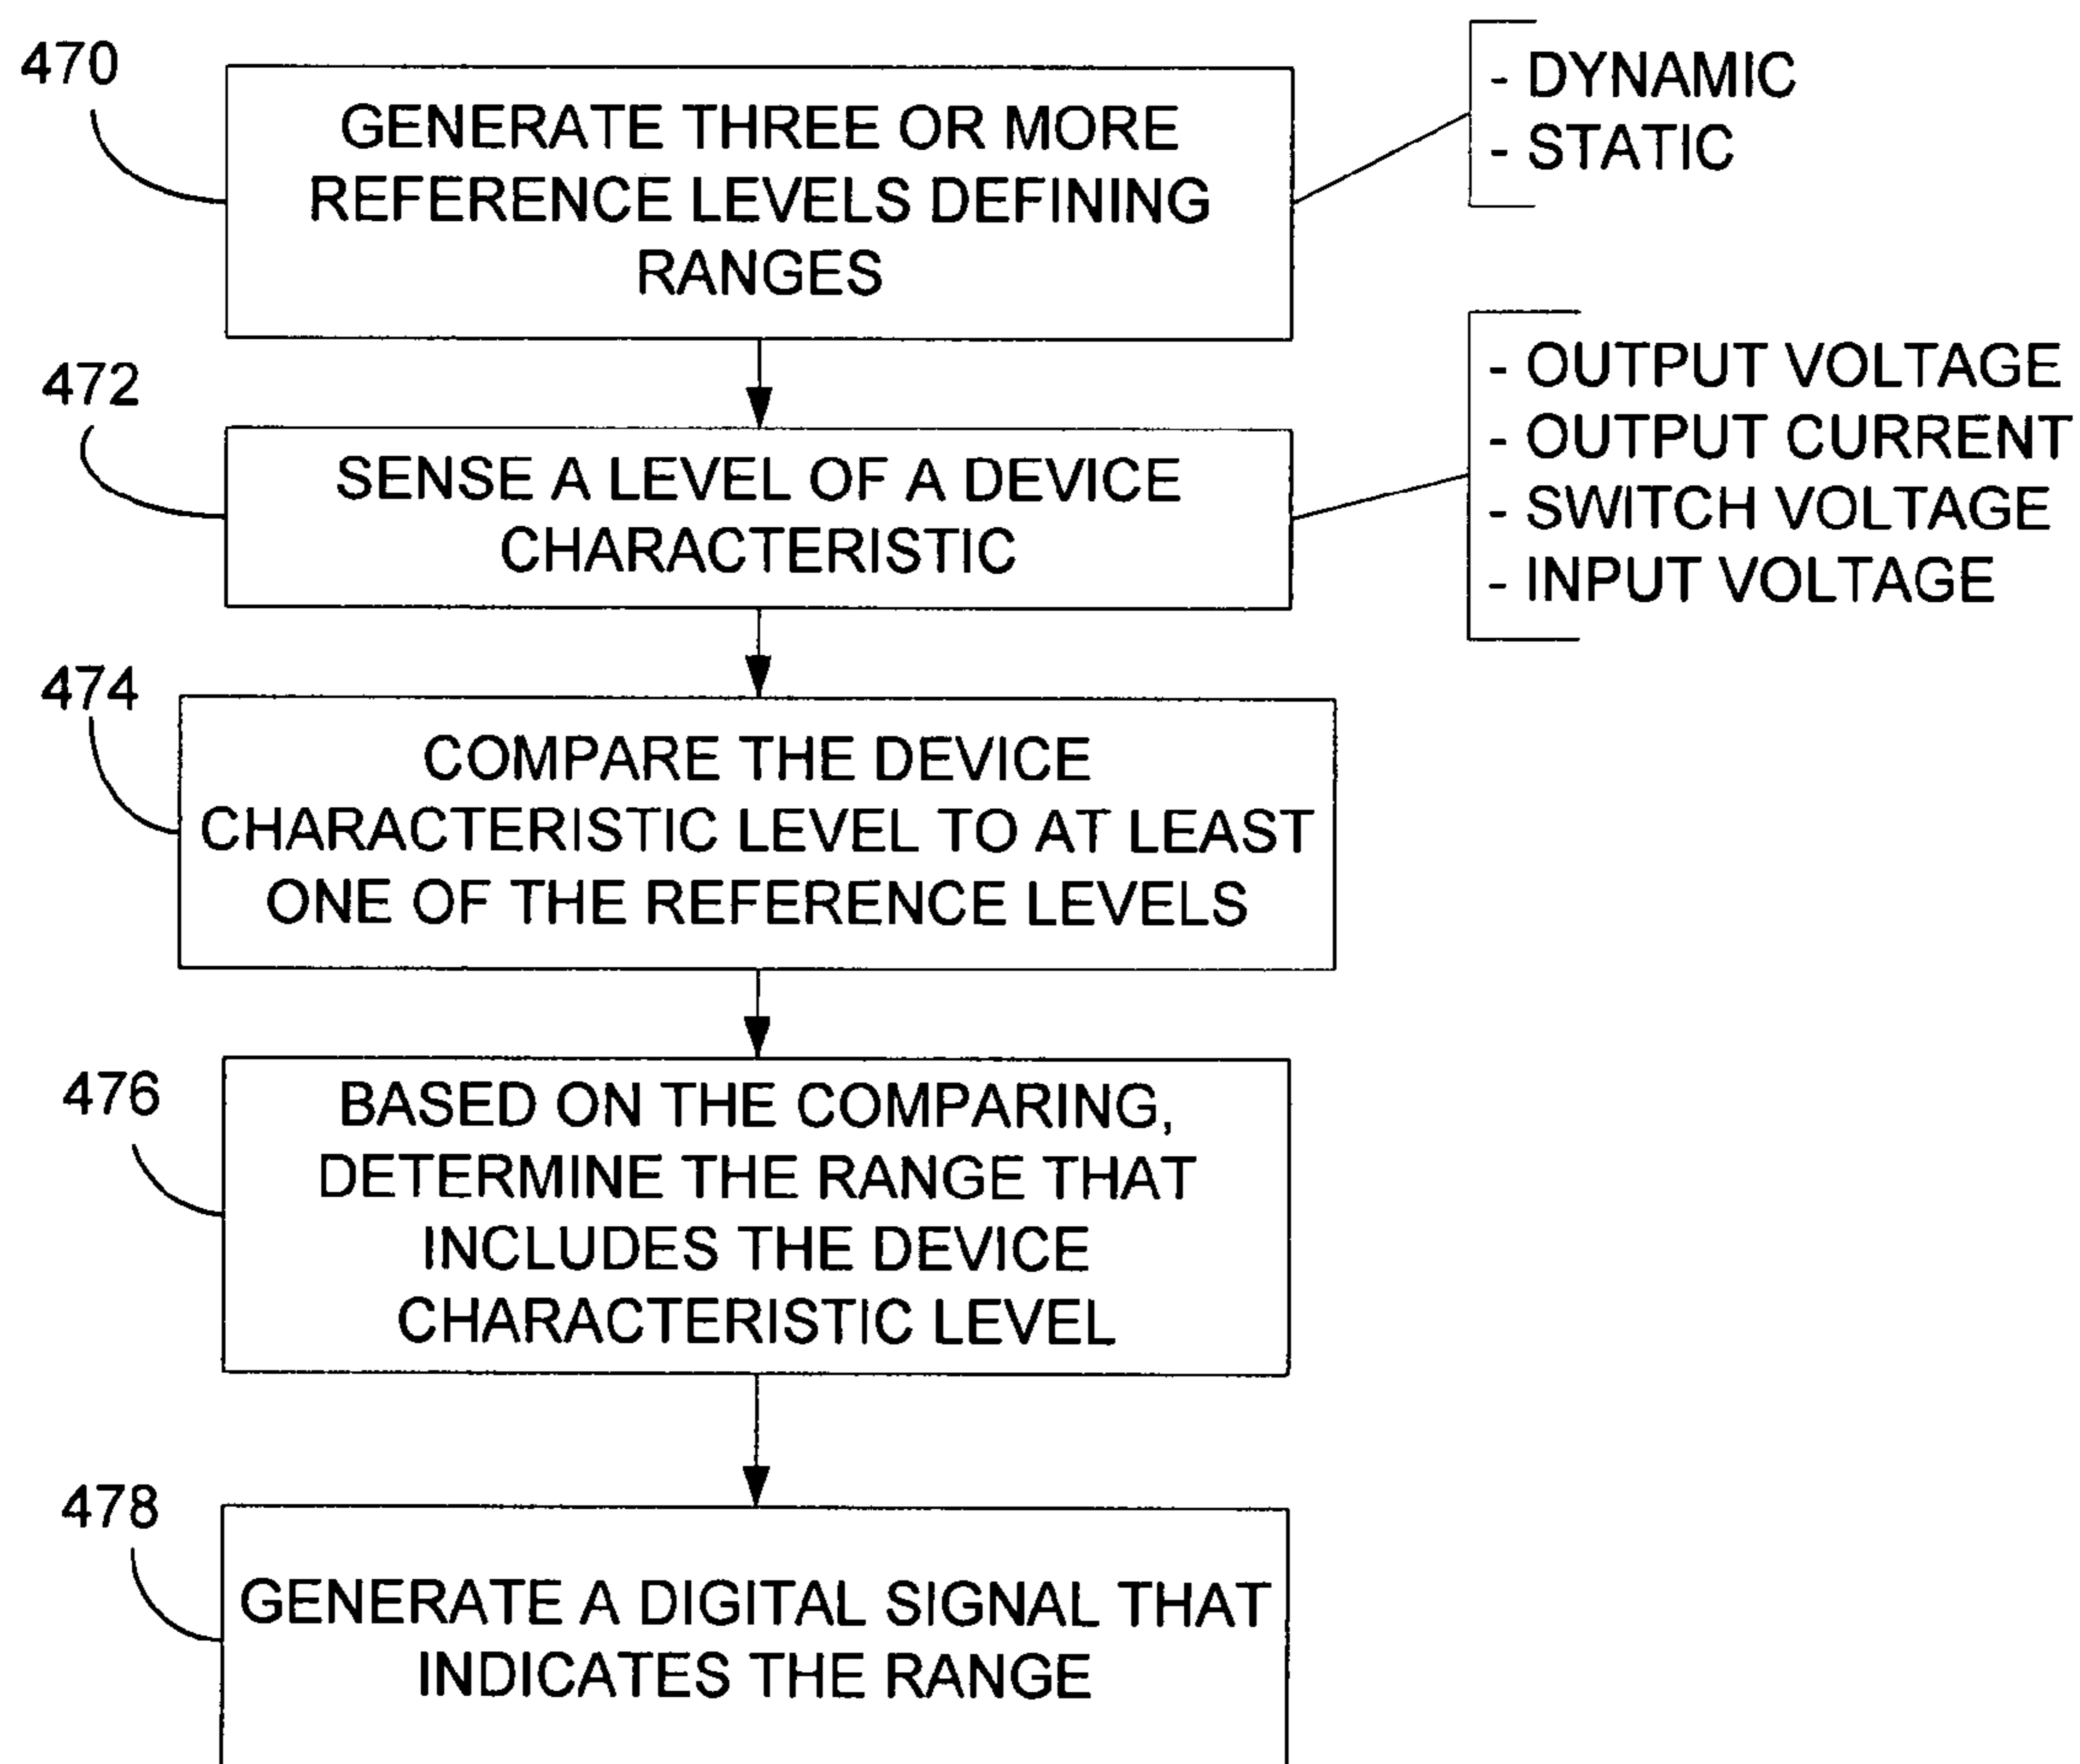 470
GENERATE THREE OR MORE
REFERENCE LEVELS DEFINING
RANGES
- DYNAMIC
- STATIC
472
SENSE A LEVEL OF A DEVICE
CHARACTERISTIC
- OUTPUT VOLTAGE
- OUTPUT CURRENT
- SWITCH VOLTAGE
- INPUT VOLTAGE
474
COMPARE THE DEVICE
CHARACTERISTIC LEVEL TO AT LEAST
ONE OF THE REFERENCE LEVELS
476
BASED ON THE COMPARING,
DETERMINE THE RANGE THAT
INCLUDES THE DEVICE
CHARACTERISTIC LEVEL
478
GENERATE A DIGITAL SIGNAL THAT
INDICATES THE RANGE